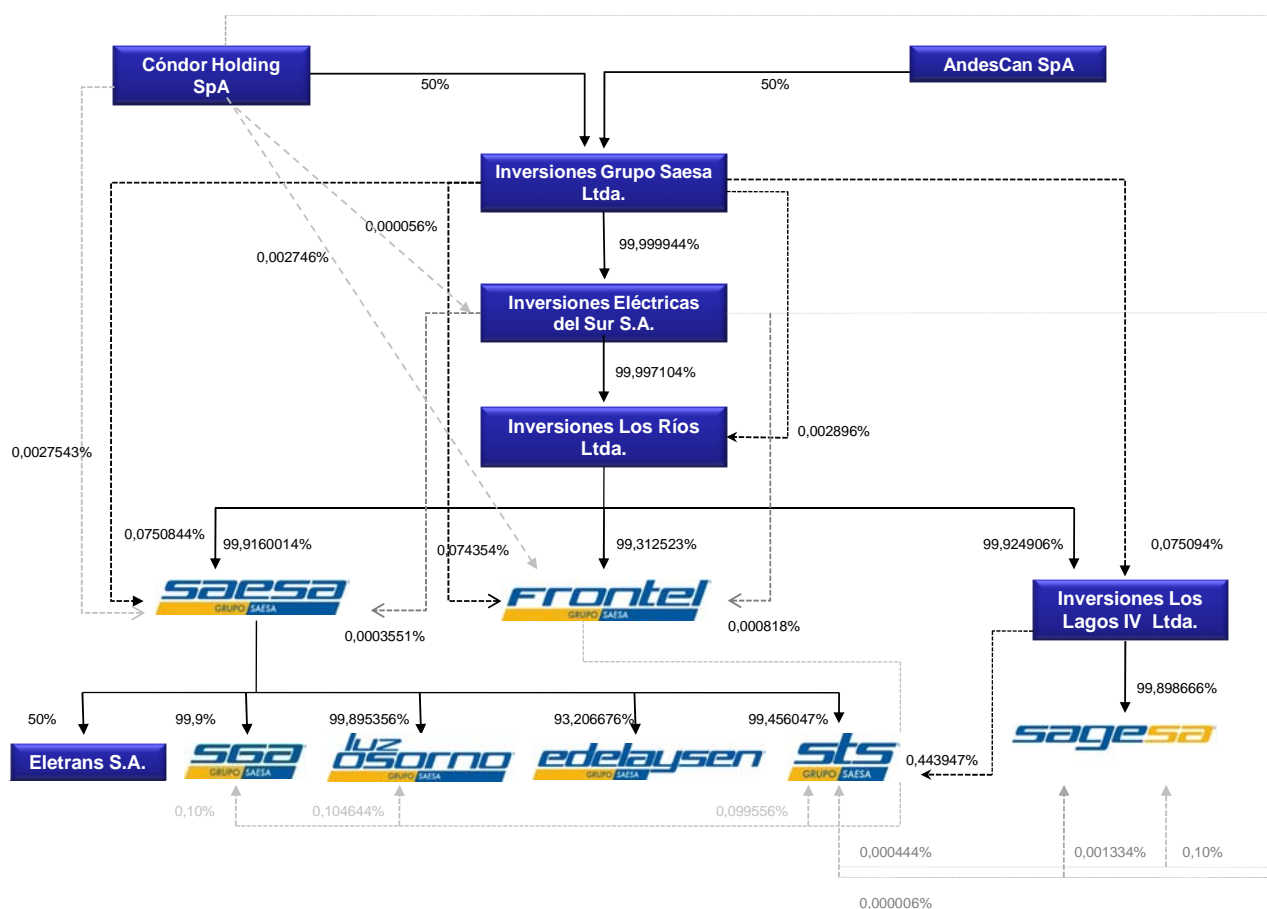 Cóndor Holding
SpA
AndesCan SpA
50%
50%
Inversiones Grupo Saesa
Ltda.
0,000056%
99,999944%
0,002746%
Inversiones Eléctricas
del Sur S.A.
99,997104%
Inversiones Los Ríos
Ltda.
0,002896%
0,0027543%
0,0750844%
99,9160014%
0,074354%
99,312523%
99,924906%
0,075094%
saesa
GRUPO SAESA
frontel
GRUPO SAESA
Inversiones Los
Lagos IV Ltda.
0,0003551%
0,000818%
99,898666%
50%
99,9%
99,895356%
93,206676%
99,456047%
Eletrans S.A.
sga
GRUPO SAESA
luz
osorno
GRUPO SAESA
edelaysen
GRUPO SAESA
sts
GRUPO SAESA
0,443947%
sagesa
0,10%
0,104644%
0,099556%
0,000444%
0,001334%
0,10%
0,000006%